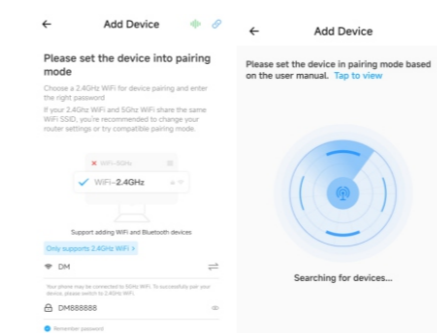 Add Device
Please set the device into pairing
mode
Choose a 2.4GHz WiFi for device pairing and enter
the right password
If your 2.4Ghz WiFi and 5Ghz WiFi share the same
WiFi SSID, you're recommended to change your
router settings or try compatible pairing mode.
WiFi-5GHz
WiFi-2.4GHz
Support adding WiFi and Bluetooth devices
Only supports 2.4GHz WiFi >
DM
Your phone may be connected to 5GHz WiFi. To successfully pair your
device, please switch to 2.4GHz WiFi.
DM888888
Remember password
Add Device
Please set the device in pairing mode based
on the user manual. Tap to view
Searching for devices...